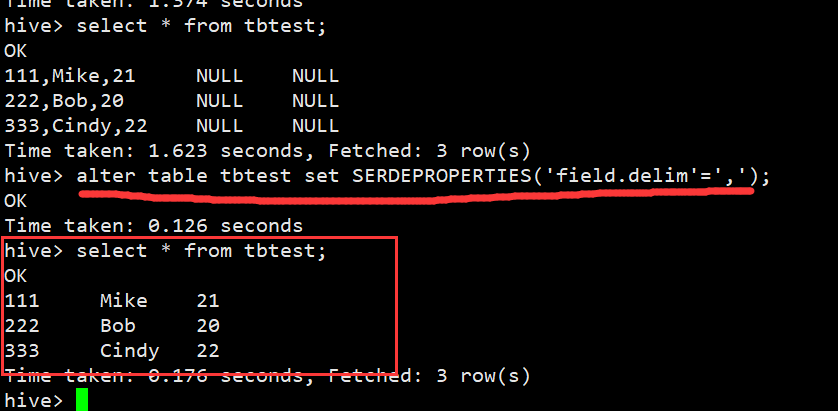 Time taken: 1.374 seconds
hive> select * from tbtest;
OK
111,Mike,21     NULL    NULL
222,Bob,20      NULL    NULL
333,Cindy,22    NULL    NULL
Time taken: 1.623 seconds, Fetched: 3 row(s)
hive> alter table tbtest set SERDEPROPERTIES('field.delim'=',');
OK
Time taken: 0.126 seconds
hive> select * from tbtest;
OK
111     Mike    21
222     Bob     20
333     Cindy   22
Time taken: 0.176 seconds, Fetched: 3 row(s)
hive>